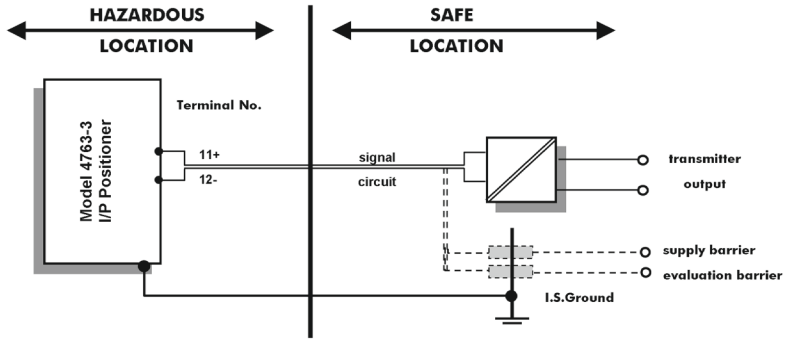 HAZARDOUS
LOCATION
SAFE
LOCATION
Model 4763-3
I/P Positioner
Terminal No.
11+
12-
signal
circuit
transmitter
output
supply barrier
evaluation barrier
I.S.Ground